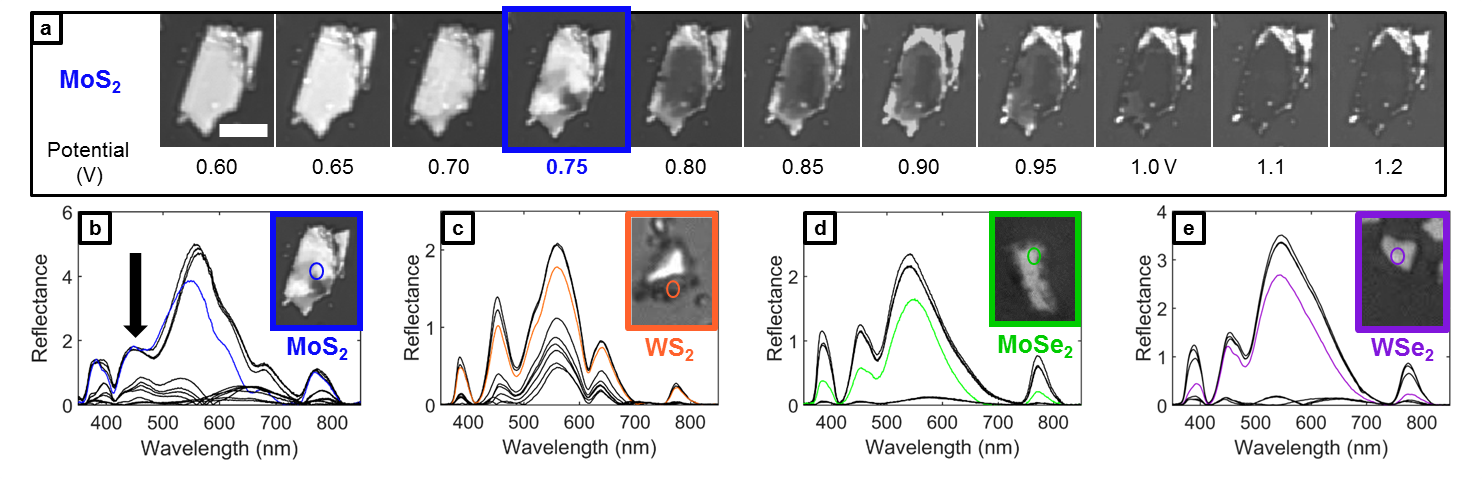 a
MoS2
Potential
(V)
0.60 0.65 0.70 0.75 0.80 0.85 0.90 0.95 1.0 V 1.1 1.2
b
6
4
2
0
Reflectance
400 500 600 700 800
Wavelength (nm)
MoS2
c
2
1
0
Reflectance
400 500 600 700 800
Wavelength (nm)
WS2
d
2
1
0
Reflectance
400 500 600 700 800
Wavelength (nm)
MoSe2
e
4
3
2
1
0
Reflectance
400 500 600 700 800
Wavelength (nm)
WSe2